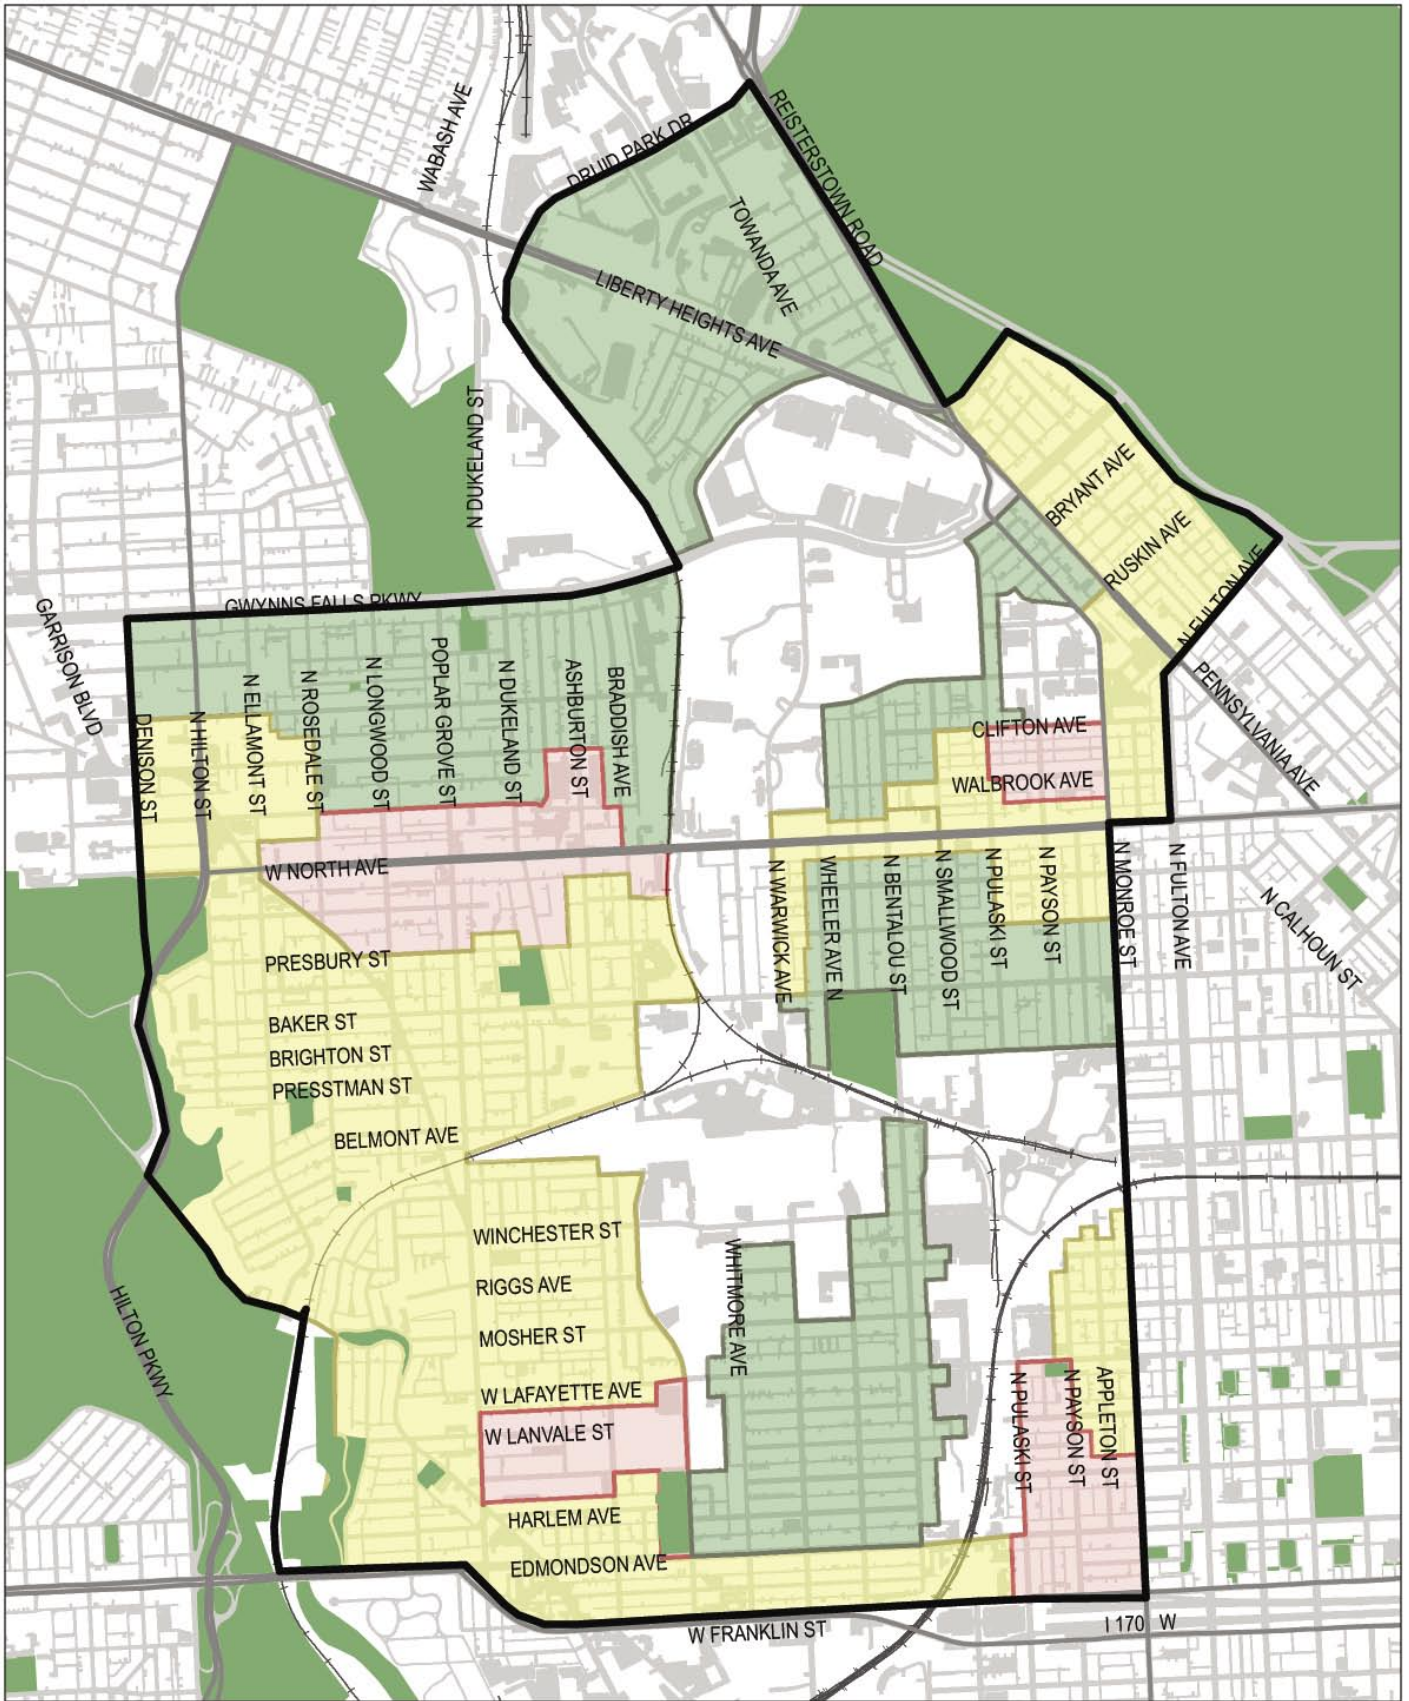 WABASH AVE
DRUID PARK DR
REISTERSTOWN ROAD
TOWANDA AVE
LIBERTY HEIGHTS AVE
N DUKELAND ST
BRYANT AVE
RUSKIN AVE
N FULTON AVE
GWYNNS FALLS PKWY
GARRISON BLVD
DENISON ST
N HILTON ST
N ELLAMONT ST
N ROSEDALE ST
N LONGWOOD ST
POPLAR GROVE ST
N DUKELAND ST
ASHBURTON ST
BRADDISH AVE
PENNSYLVANIA AVE
CLIFTON AVE
WALBROOK AVE
W NORTH AVE
N WARWICK AVE
WHEELER AVE N
N BENTALOU ST
N SMALLWOOD ST
N PULASKI ST
N PAYSON ST
N MONROE ST
N FULTON AVE
N CALHOUN ST
PRESBURY ST
BAKER ST
BRIGHTON ST
PRESSTMAN ST
BELMONT AVE
WINCHESTER ST
RIGGS AVE
MOSHER ST
WHITMORE AVE
HILTON PKWY
W LAFAYETTE AVE
W LANVALE ST
N PULASKI ST
N PAYSON ST
APPLETON ST
HARLEM AVE
EDMONDSON AVE
W FRANKLIN ST
I 170 W